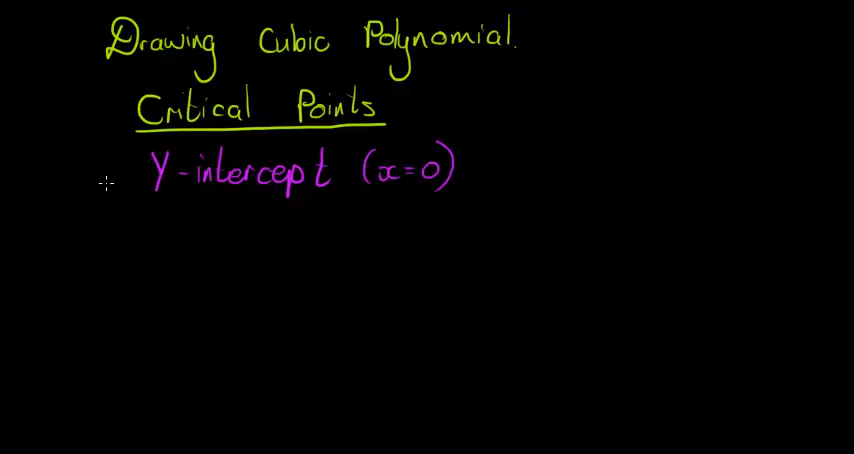 Drawing Cubic Polynomial.
Critical Points
Y-intercept (x=0)